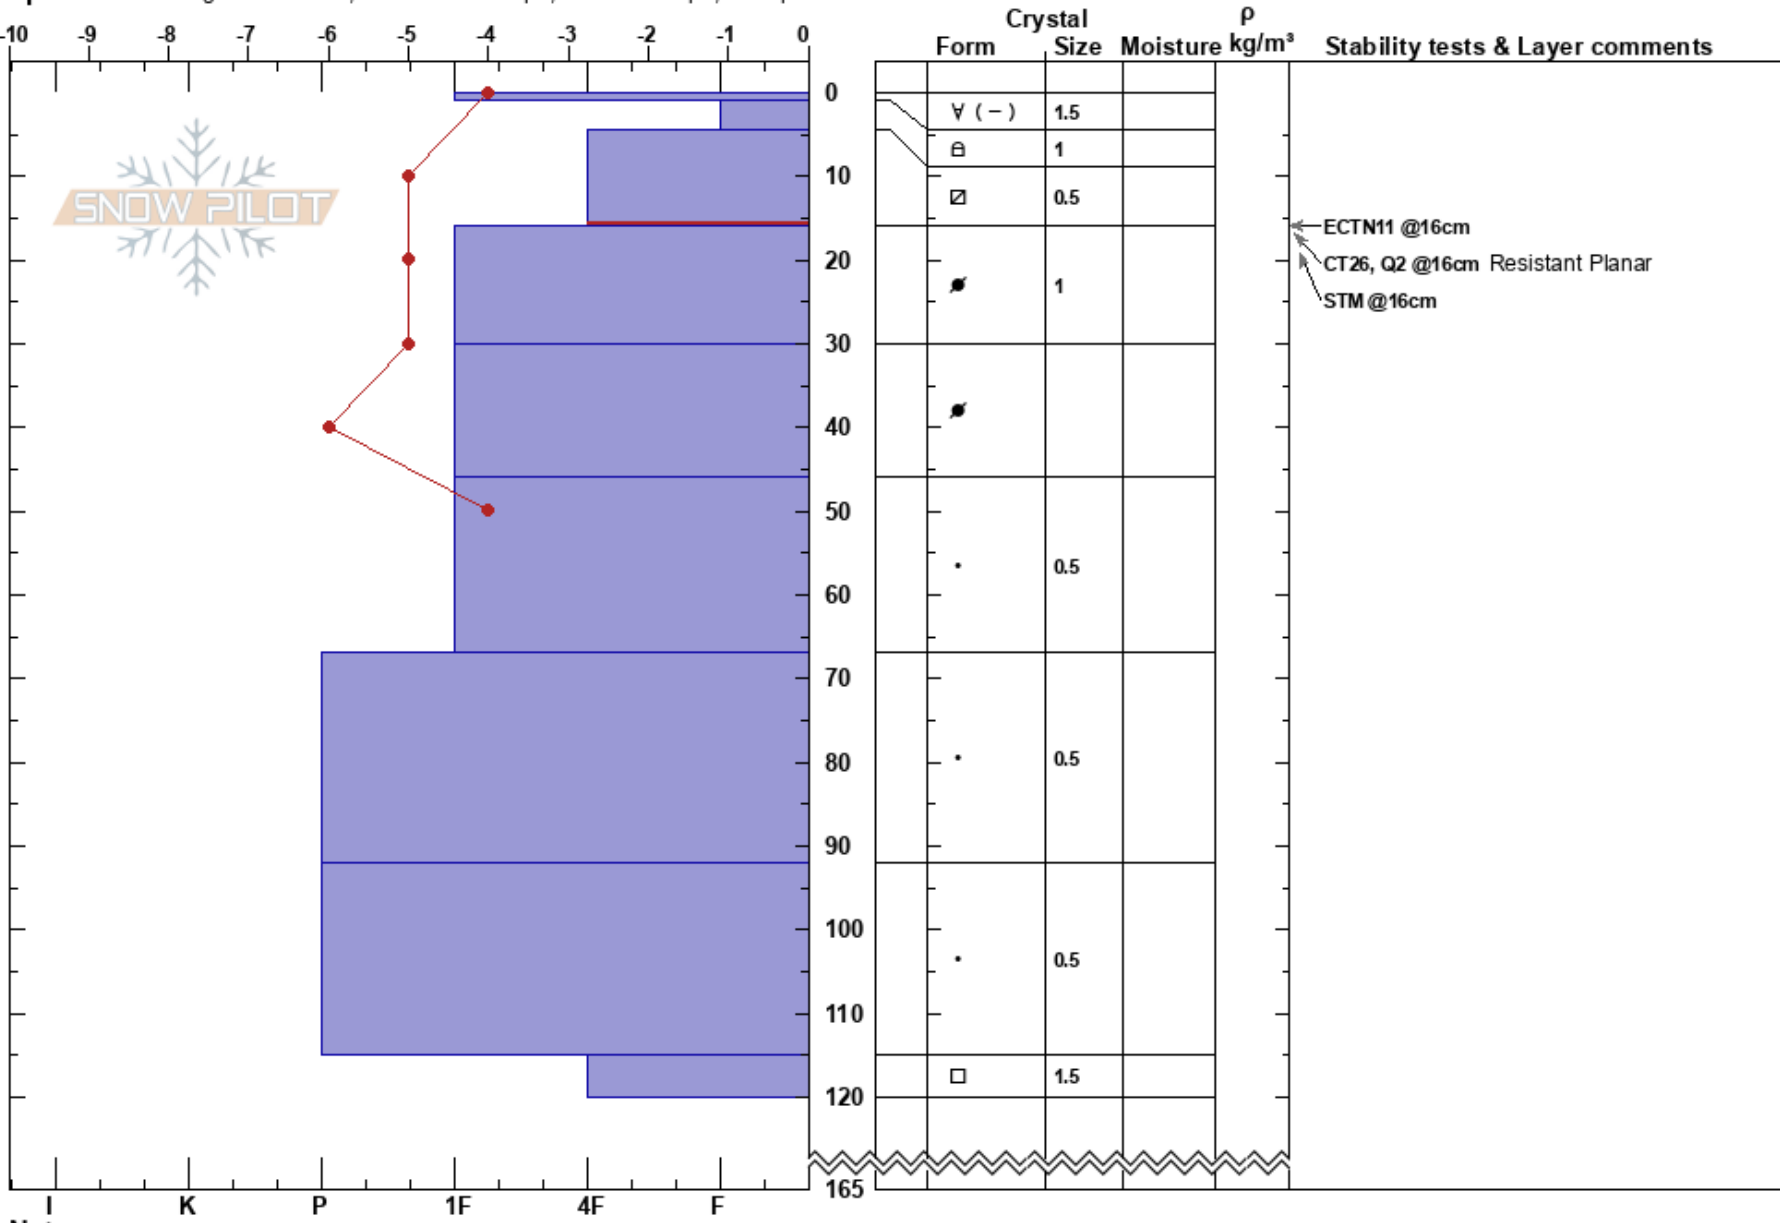 Crystal ρ
Form Size Moisture kg/m³ Stability tests & Layer comments
-10 -9 -8 -7 -6 -5 -4 -3 -2 -1 0
0
∀ (−) 1.5
1
10
0.5
SNOW PILOT
ECTN11 @16cm
20
CT26, Q2 @16cm Resistant Planar
1
STM @16cm
30
40
50
0.5
60
70
80
0.5
90
100
0.5
110
1.5
120
165
I K P 1F 4F F